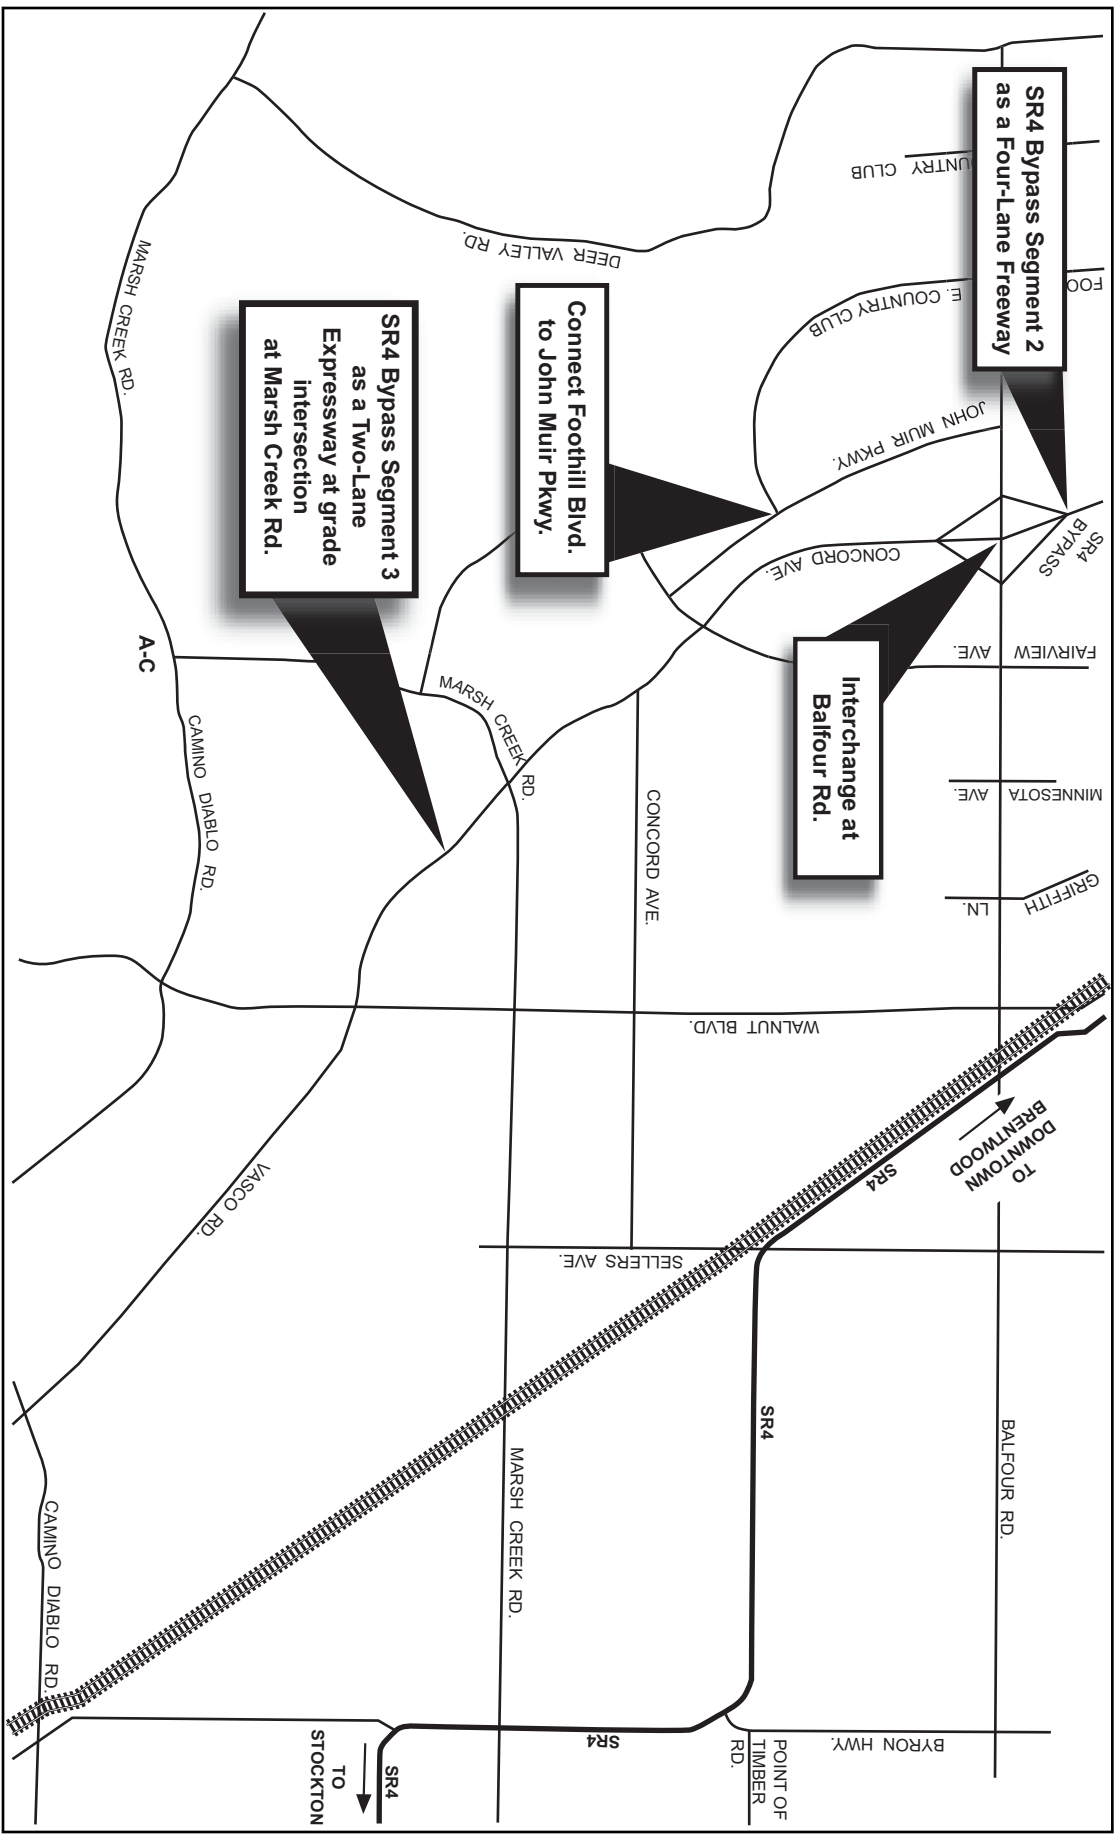 SR4 Bypass Segment 2
as a Four-Lane Freeway
UNTRY CLUB
FOO
E. COUNTRY CLUB
JOHN MUIR PKWY.
SR4
BYPASS
CONCORD AVE.
FAIRVIEW AVE.
Interchange at
Balfour Rd.
MINNESOTA AVE.
GRIFFITH LN.
DEER VALLEY RD.
Connect Foothill Blvd.
to John Muir Pkwy.
SR4 Bypass Segment 3
as a Two-Lane
Expressway at grade
intersection
at Marsh Creek Rd.
MARSH CREEK RD.
A-C
CAMINO DIABLO RD.
MARSH CREEK RD.
CONCORD AVE.
WALNUT BLVD.
TO
DOWNTOWN
BRENTWOOD
SR4
VASCO RD.
SELLERS AVE.
SR4
BALFOUR RD.
MARSH CREEK RD.
CAMINO DIABLO RD.
SR4
BYRON HWY.
POINT OF
TIMBER
RD.
SR4
TO
STOCKTON